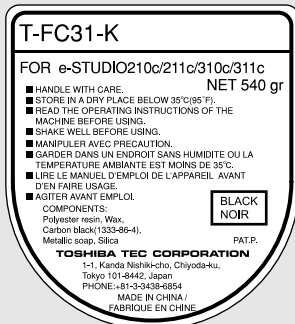 T-FC31-K
FOR e-STUDIO210c/211c/310c/311c
NET 540 gr
■ HANDLE WITH CARE.
■ STORE IN A DRY PLACE BELOW 35°C(95°F).
■ READ THE OPERATING INSTRUCTIONS OF THE
MACHINE BEFORE USING.
■ SHAKE WELL BEFORE USING.
■ MANIPULER AVEC PRECAUTION.
■ GARDER DANS UN ENDROIT SANS HUMIDITE OU LA
TEMPERATURE AMBIANTE EST MOINS DE 35°C.
■ LIRE LE MANUEL D'EMPLOI DE L'APPAREIL AVANT
D'EN FAIRE USAGE.
■ AGITER AVANT EMPLOI.
COMPONENTS:
Polyester resin, Wax,
Carbon black(1333-86-4),
Metallic soap, Silica
BLACK
NOIR
PAT.P.
TOSHIBA TEC CORPORATION
1-1, Kanda Nishiki-cho, Chiyoda-ku,
Tokyo 101-8442, Japan
PHONE:+81-3-3438-6854
MADE IN CHINA /
FABRIQUE EN CHINE